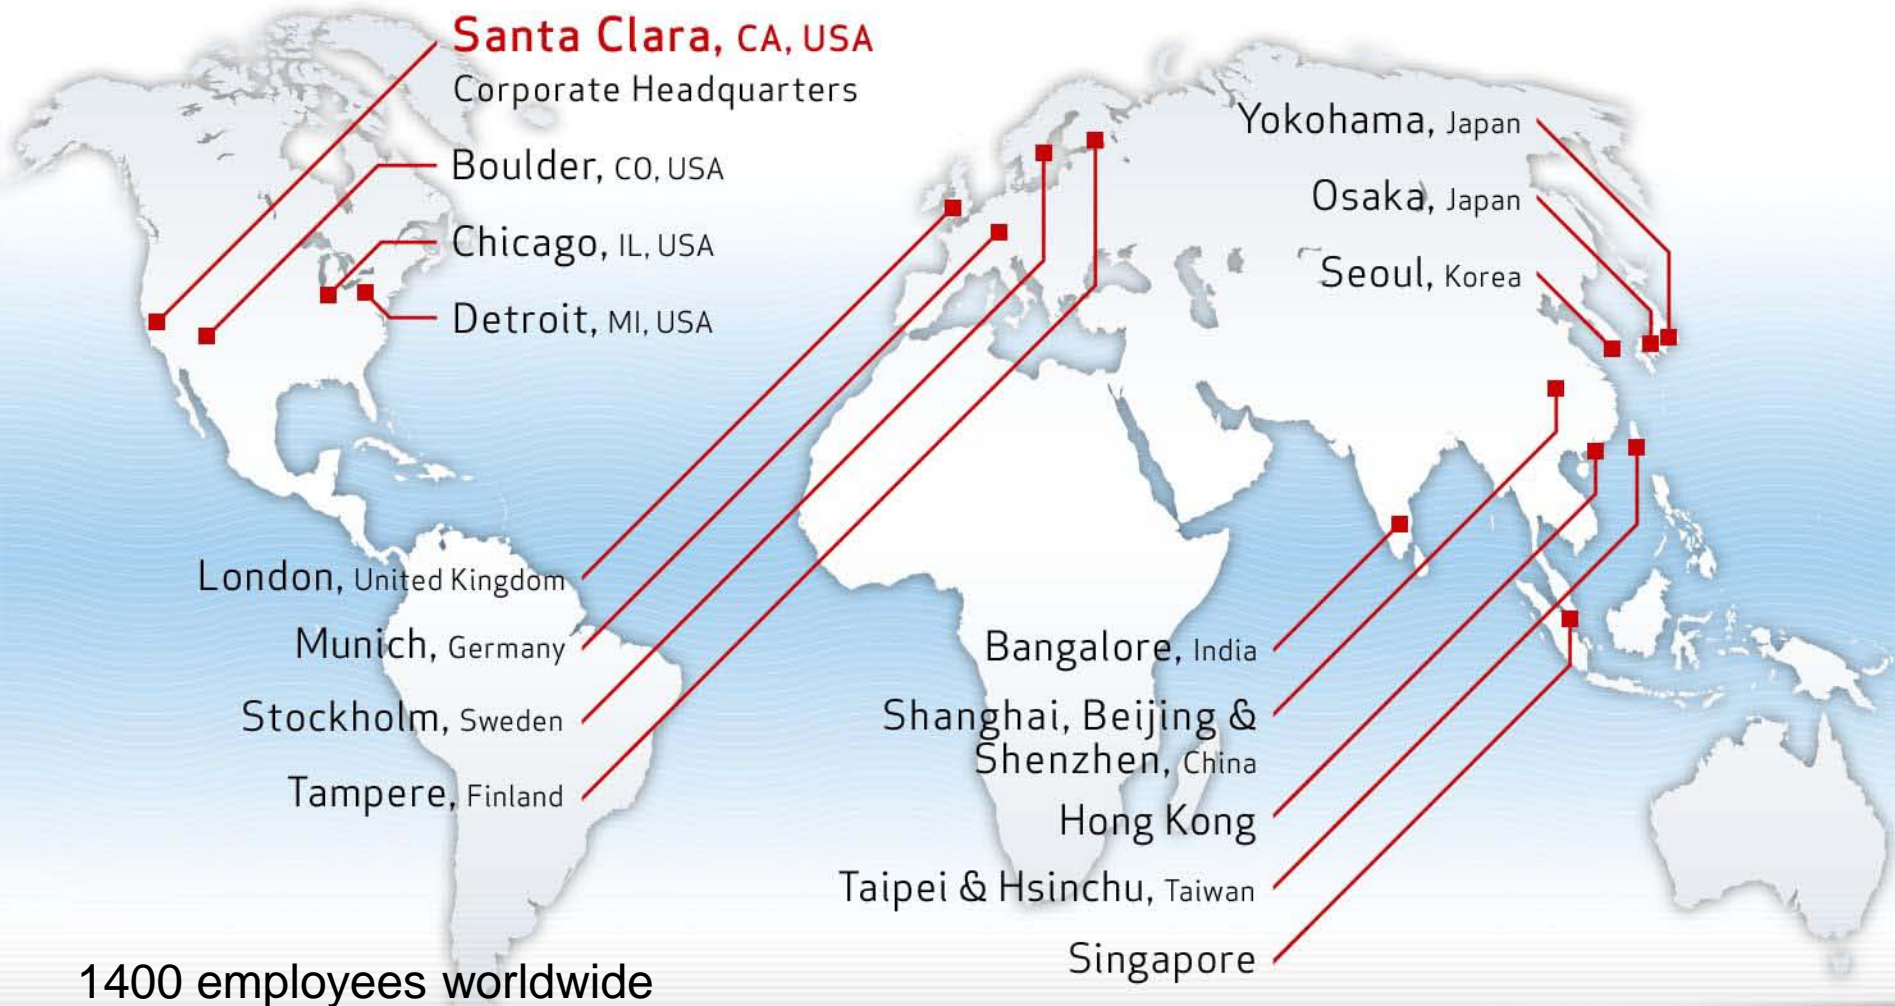 Santa Clara, CA, USA
Corporate Headquarters
Boulder, CO, USA
Chicago, IL, USA
Detroit, MI, USA
Yokohama, Japan
Osaka, Japan
Seoul, Korea
London, United Kingdom
Munich, Germany
Stockholm, Sweden
Tampere, Finland
Bangalore, India
Shanghai, Beijing &
Shenzhen, China
Hong Kong
Taipei & Hsinchu, Taiwan
Singapore
1400 employees worldwide